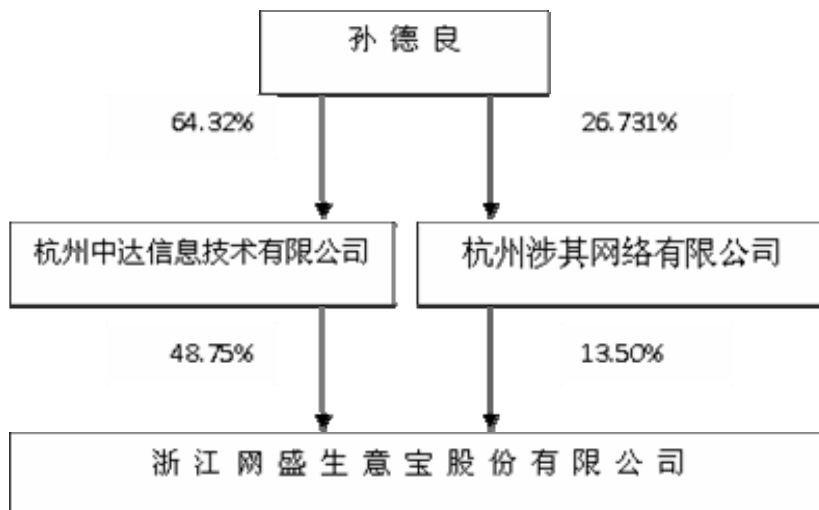 孙德良
64.32%
26.731%
杭州中达信息技术有限公司
杭州涉其网络有限公司
48.75%
13.50%
浙江网盛生意宝股份有限公司